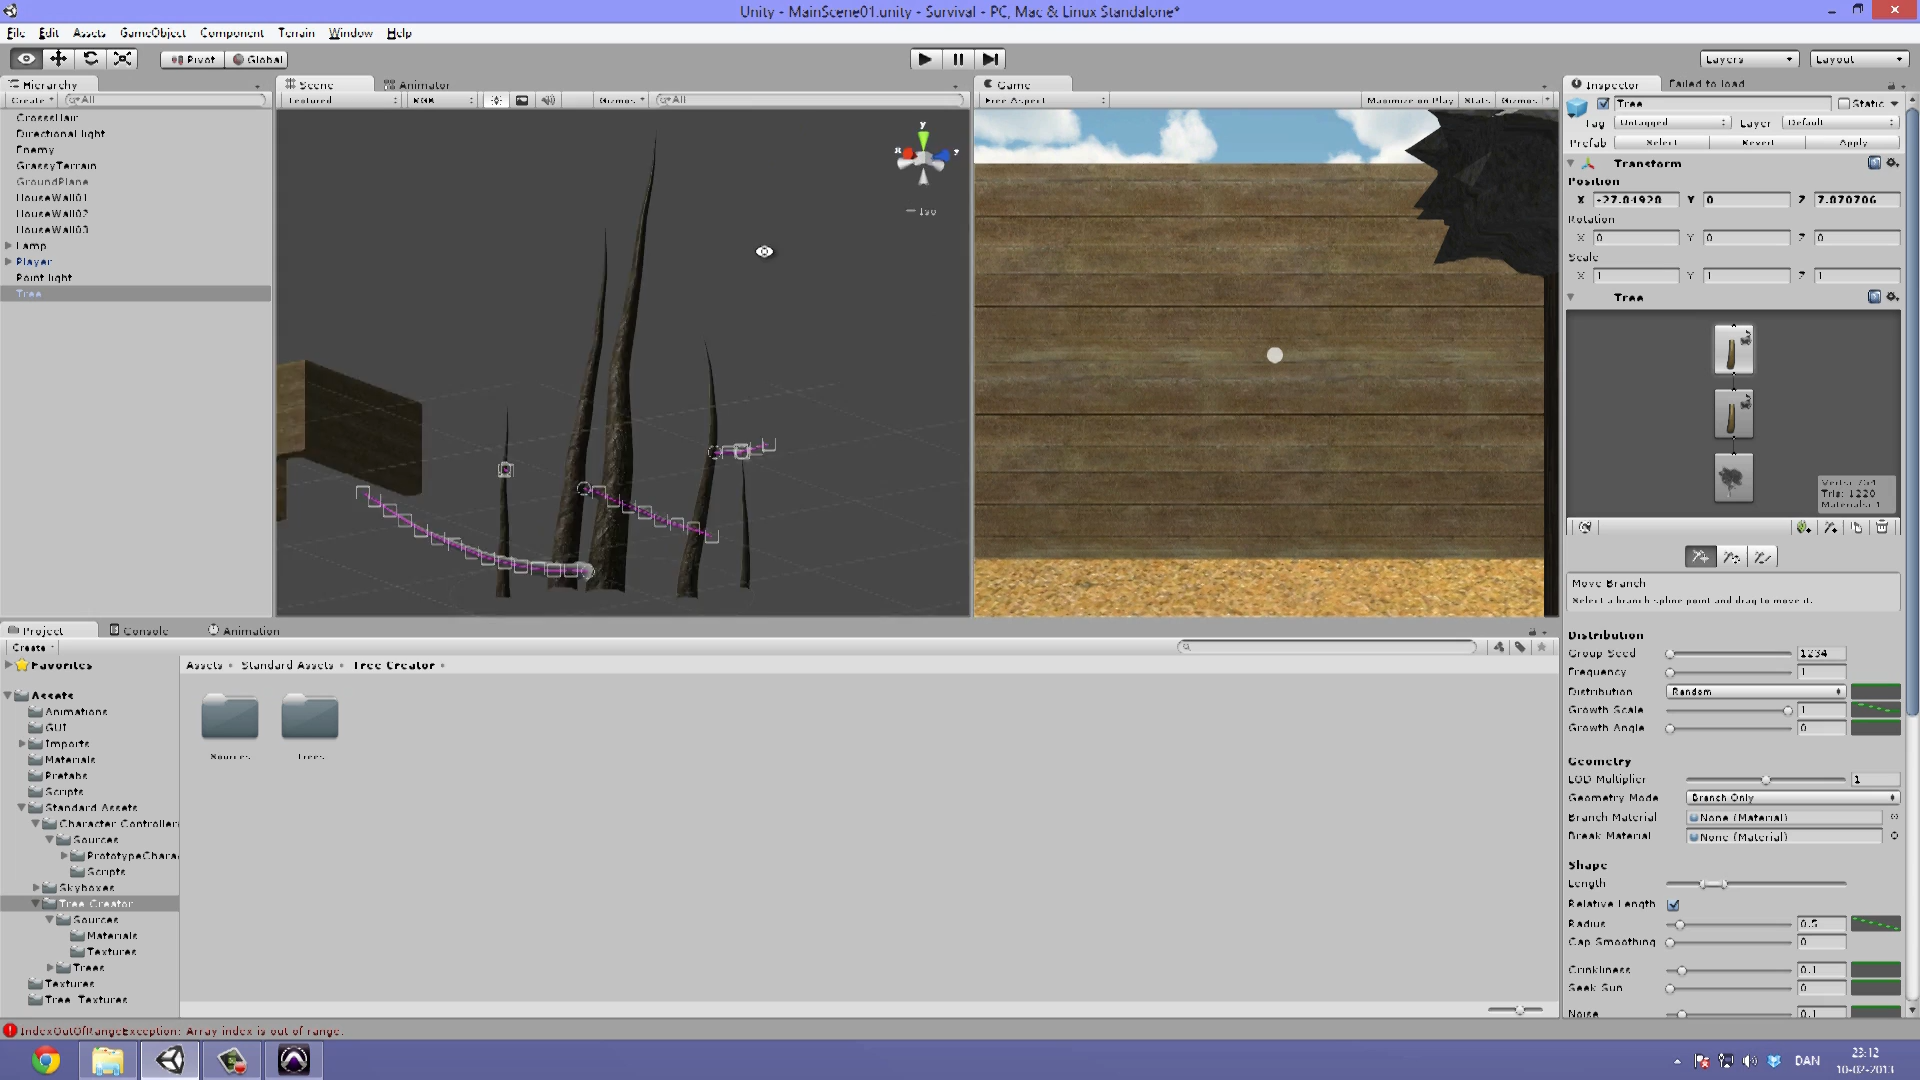 Unity - MainScene01.unity - Survival - PC, Mac & Linux Standalone*
File Edit Assets GameObject Component Terrain Window Help
Pivot Global Layers Layout
Hierarchy
Create All
CrosssHair
Directional light
Enemy
GrassyTerrain
GroundPlane
HouseWall01
HouseWall02
HouseWall03
Lamp
Player
Point light
Tree
Scene Animator
Textured RGB Gizmos All
y
x
z
Iso
Game
Free Aspect Maximize on Play Stats Gizmos
Inspector Failed to load
Tree Static
Tag Untagged Layer Default
Prefab Select Revert Apply
Transform
Position
X -27.04920 Y 0 Z 7.070706
Rotation
X 0 Y 0 Z 0
Scale
X 1 Y 1 Z 1
Tree
Tris: 1220
Materials: 1
Move Branch
Select a branch spline point and drag to move it.
Distribution
Group Seed 1234
Frequency 1
Distribution Random
Growth Scale 1
Growth Angle 0
Geometry
LOD Multiplier 1
Geometry Mode Branch Only
Branch Material None (Material)
Break Material None (Material)
Shape
Length
Relative Length
Radius 0.5
Cap Smoothing 0
Crinkliness 0.1
Seek Sun 0
Noise 0.1
Project Console Animation
Create
Favorites
Assets
Animations
GUI
Imports
Materials
Prefabs
Scripts
Standard Assets
Character Controller
Sources
PrototypeChara
Scripts
Skyboxes
Tree Creator
Sources
Materials
Textures
Trees
Textures
Tree_Textures
Assets Standard Assets Tree Creator
Sources Trees
IndexOutOfRangeException: Array index is out of range.
DAN
23:12
10-02-2013